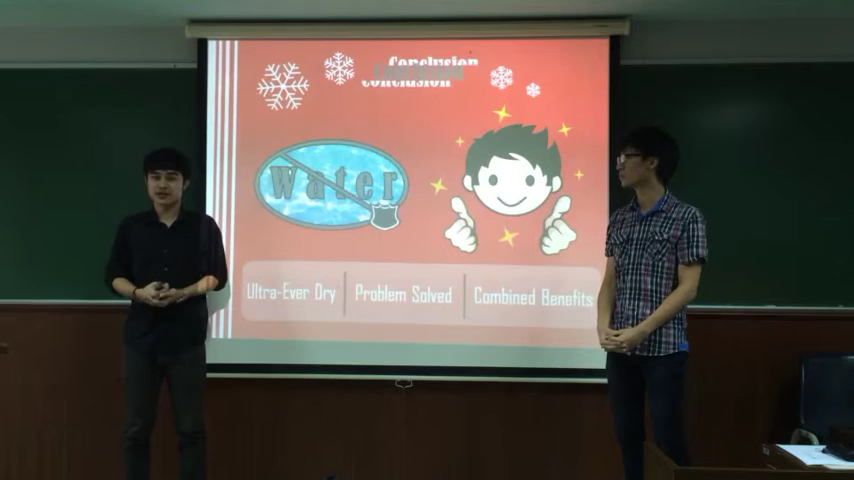 Conclusion
Water
Ultra-Ever Dry
Problem Solved
Combined Benefits